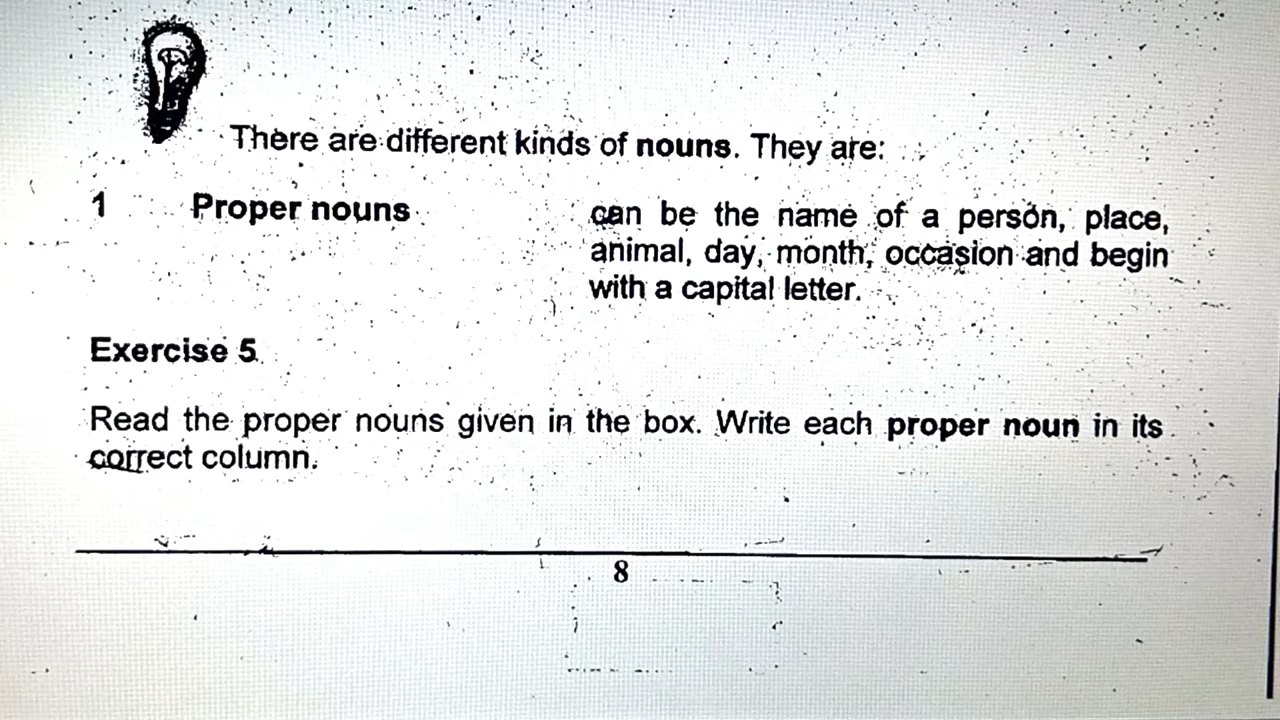 There are different kinds of nouns. They are:
1 Proper nouns can be the name of a person, place,
animal, day, month, occasion and begin
with a capital letter.
Exercise 5
Read the proper nouns given in the box. Write each proper noun in its
correct column.
8